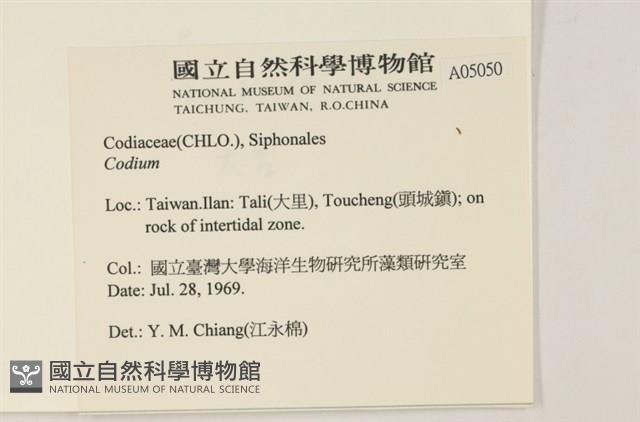 國立自然科學博物館
NATIONAL MUSEUM OF NATURAL SCIENCE
TAICHUNG, TAIWAN, R.O.CHINA
A05050
Codiaceae(CHLO.), Siphonales
Codium
Loc.: Taiwan.Ilan: Tali(大里), Toucheng(頭城鎮); on
rock of intertidal zone.
Col.: 國立臺灣大學海洋生物研究所藻類研究室
Date: Jul. 28, 1969.
Det.: Y. M. Chiang(江永棉)
國立自然科學博物館
NATIONAL MUSEUM OF NATURAL SCIENCE